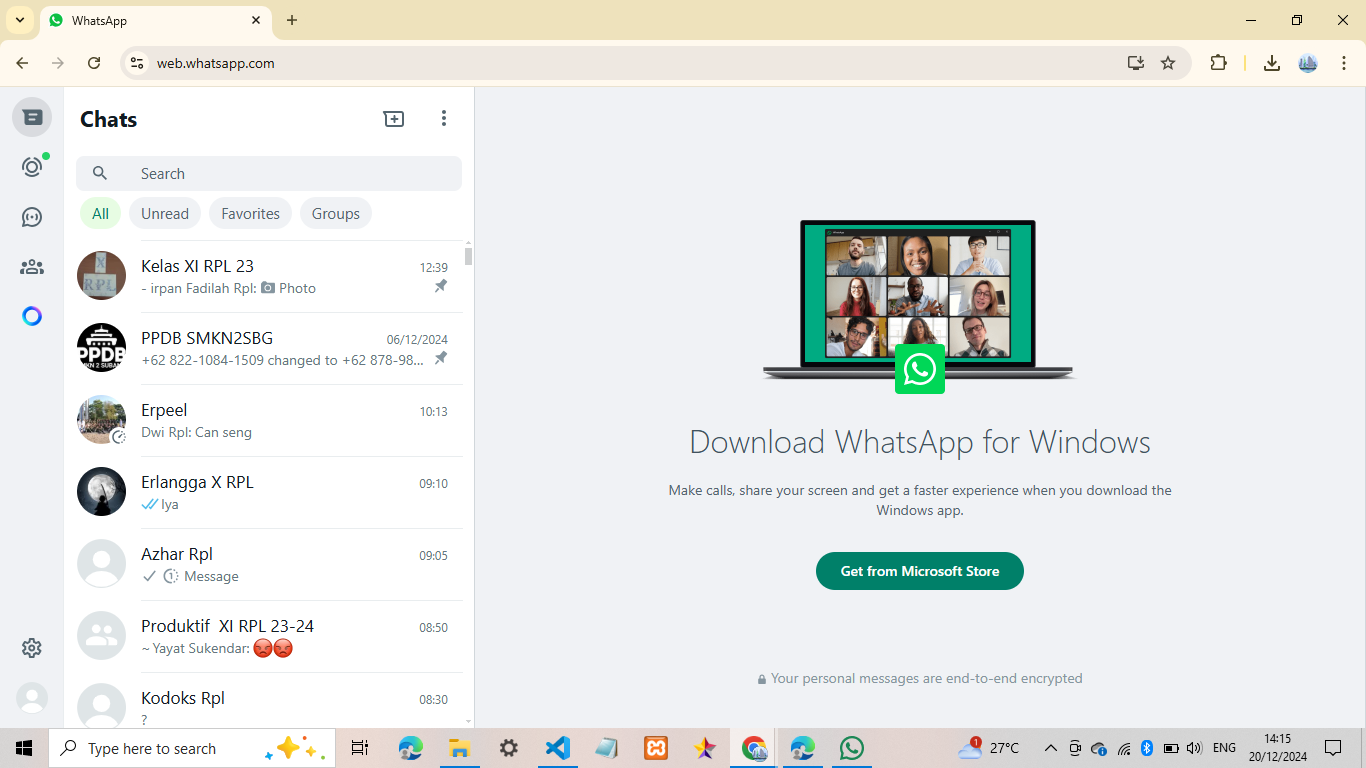 WhatsApp
web.whatsapp.com
Chats
Search
All Unread Favorites Groups
Kelas XI RPL 23 12:39
- irpan Fadilah Rpl: Photo
PPDB SMKN2SBG 06/12/2024
+62 822-1084-1509 changed to +62 878-98...
Erpeel 10:13
Dwi Rpl: Can seng
Erlangga X RPL 09:10
Iya
Azhar Rpl 09:05
Message
Produktif XI RPL 23-24 08:50
~ Yayat Sukendar: 😡😡
Kodoks Rpl 08:30
?
X
RPL
PPDB
Download WhatsApp for Windows
Make calls, share your screen and get a faster experience when you download the
Windows app.
Get from Microsoft Store
Your personal messages are end-to-end encrypted
Type here to search
1
27°C
ENG
14:15
20/12/2024